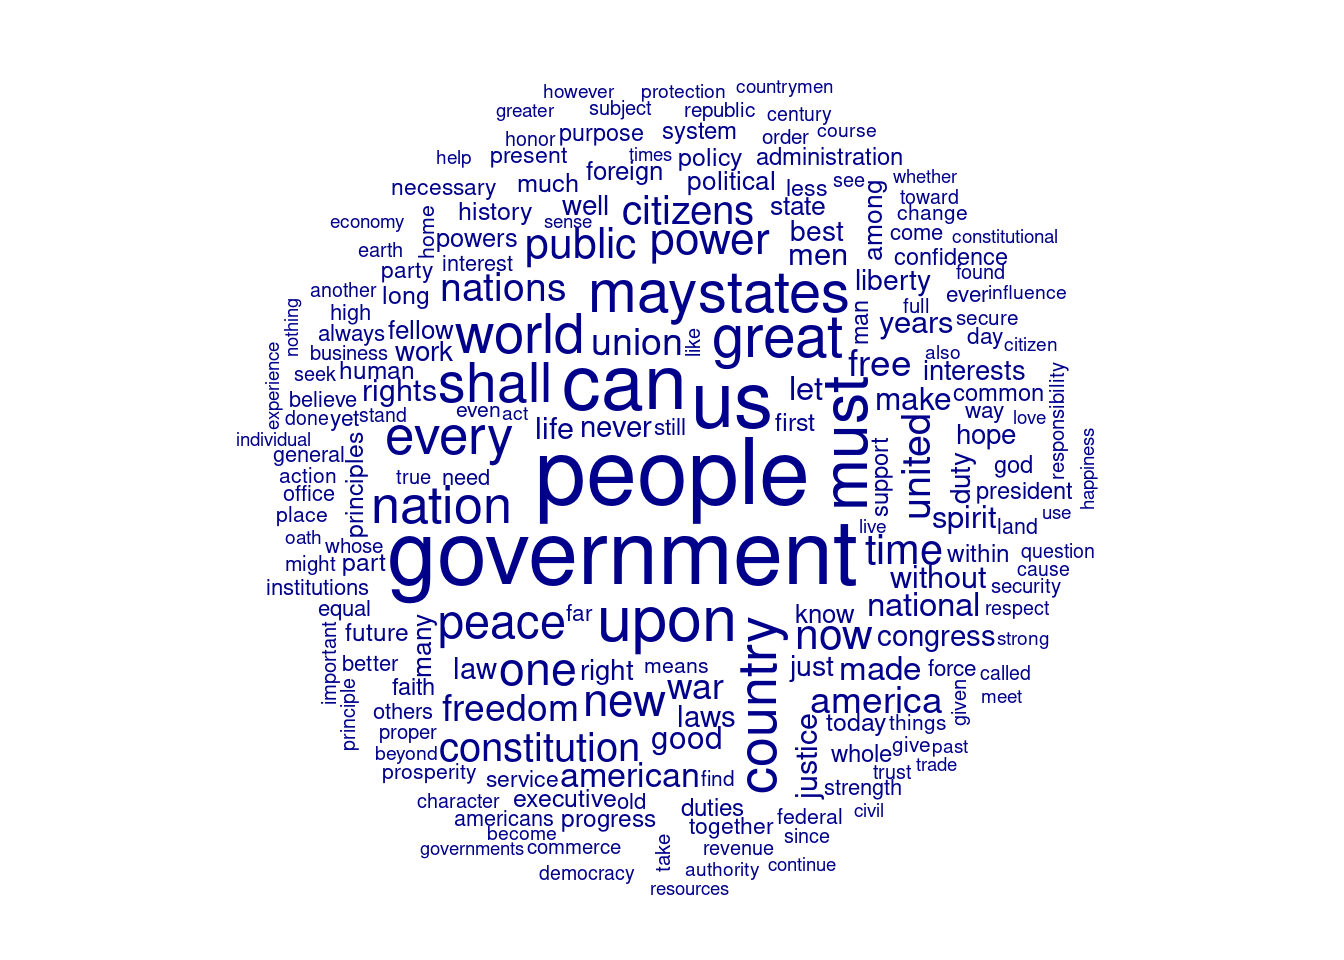 however protection countrymen
greater subject republic century
honor purpose system order course
help present times policy administration
necessary much foreign political less see whether
economy history well sense citizens state among toward change
earth home powers public power best come constitutional
party interest men confidence found
another long nations maystates liberty ever influence
nothing high always fellow world union like great man full years secure
business work free also day citizen
experience seek human rights shall can us let must interests
believe make common responsibility
done yet stand even act life never still first way love
individual every united hope
general principles people support duty god happiness
action true need president
office nation spirit use
place live land
oath whose government time within question
might part cause
institutions without security
equal peace far upon know national respect
important future many country now congress strong
better law one right means just made force called
principle faith freedom new war america given meet
others laws justice today things
proper constitution good whole give past
beyond trust trade
prosperity service american find strength
character executive old duties federal civil
americans progress together since
become
governments commerce take revenue
democracy authority continue
resources